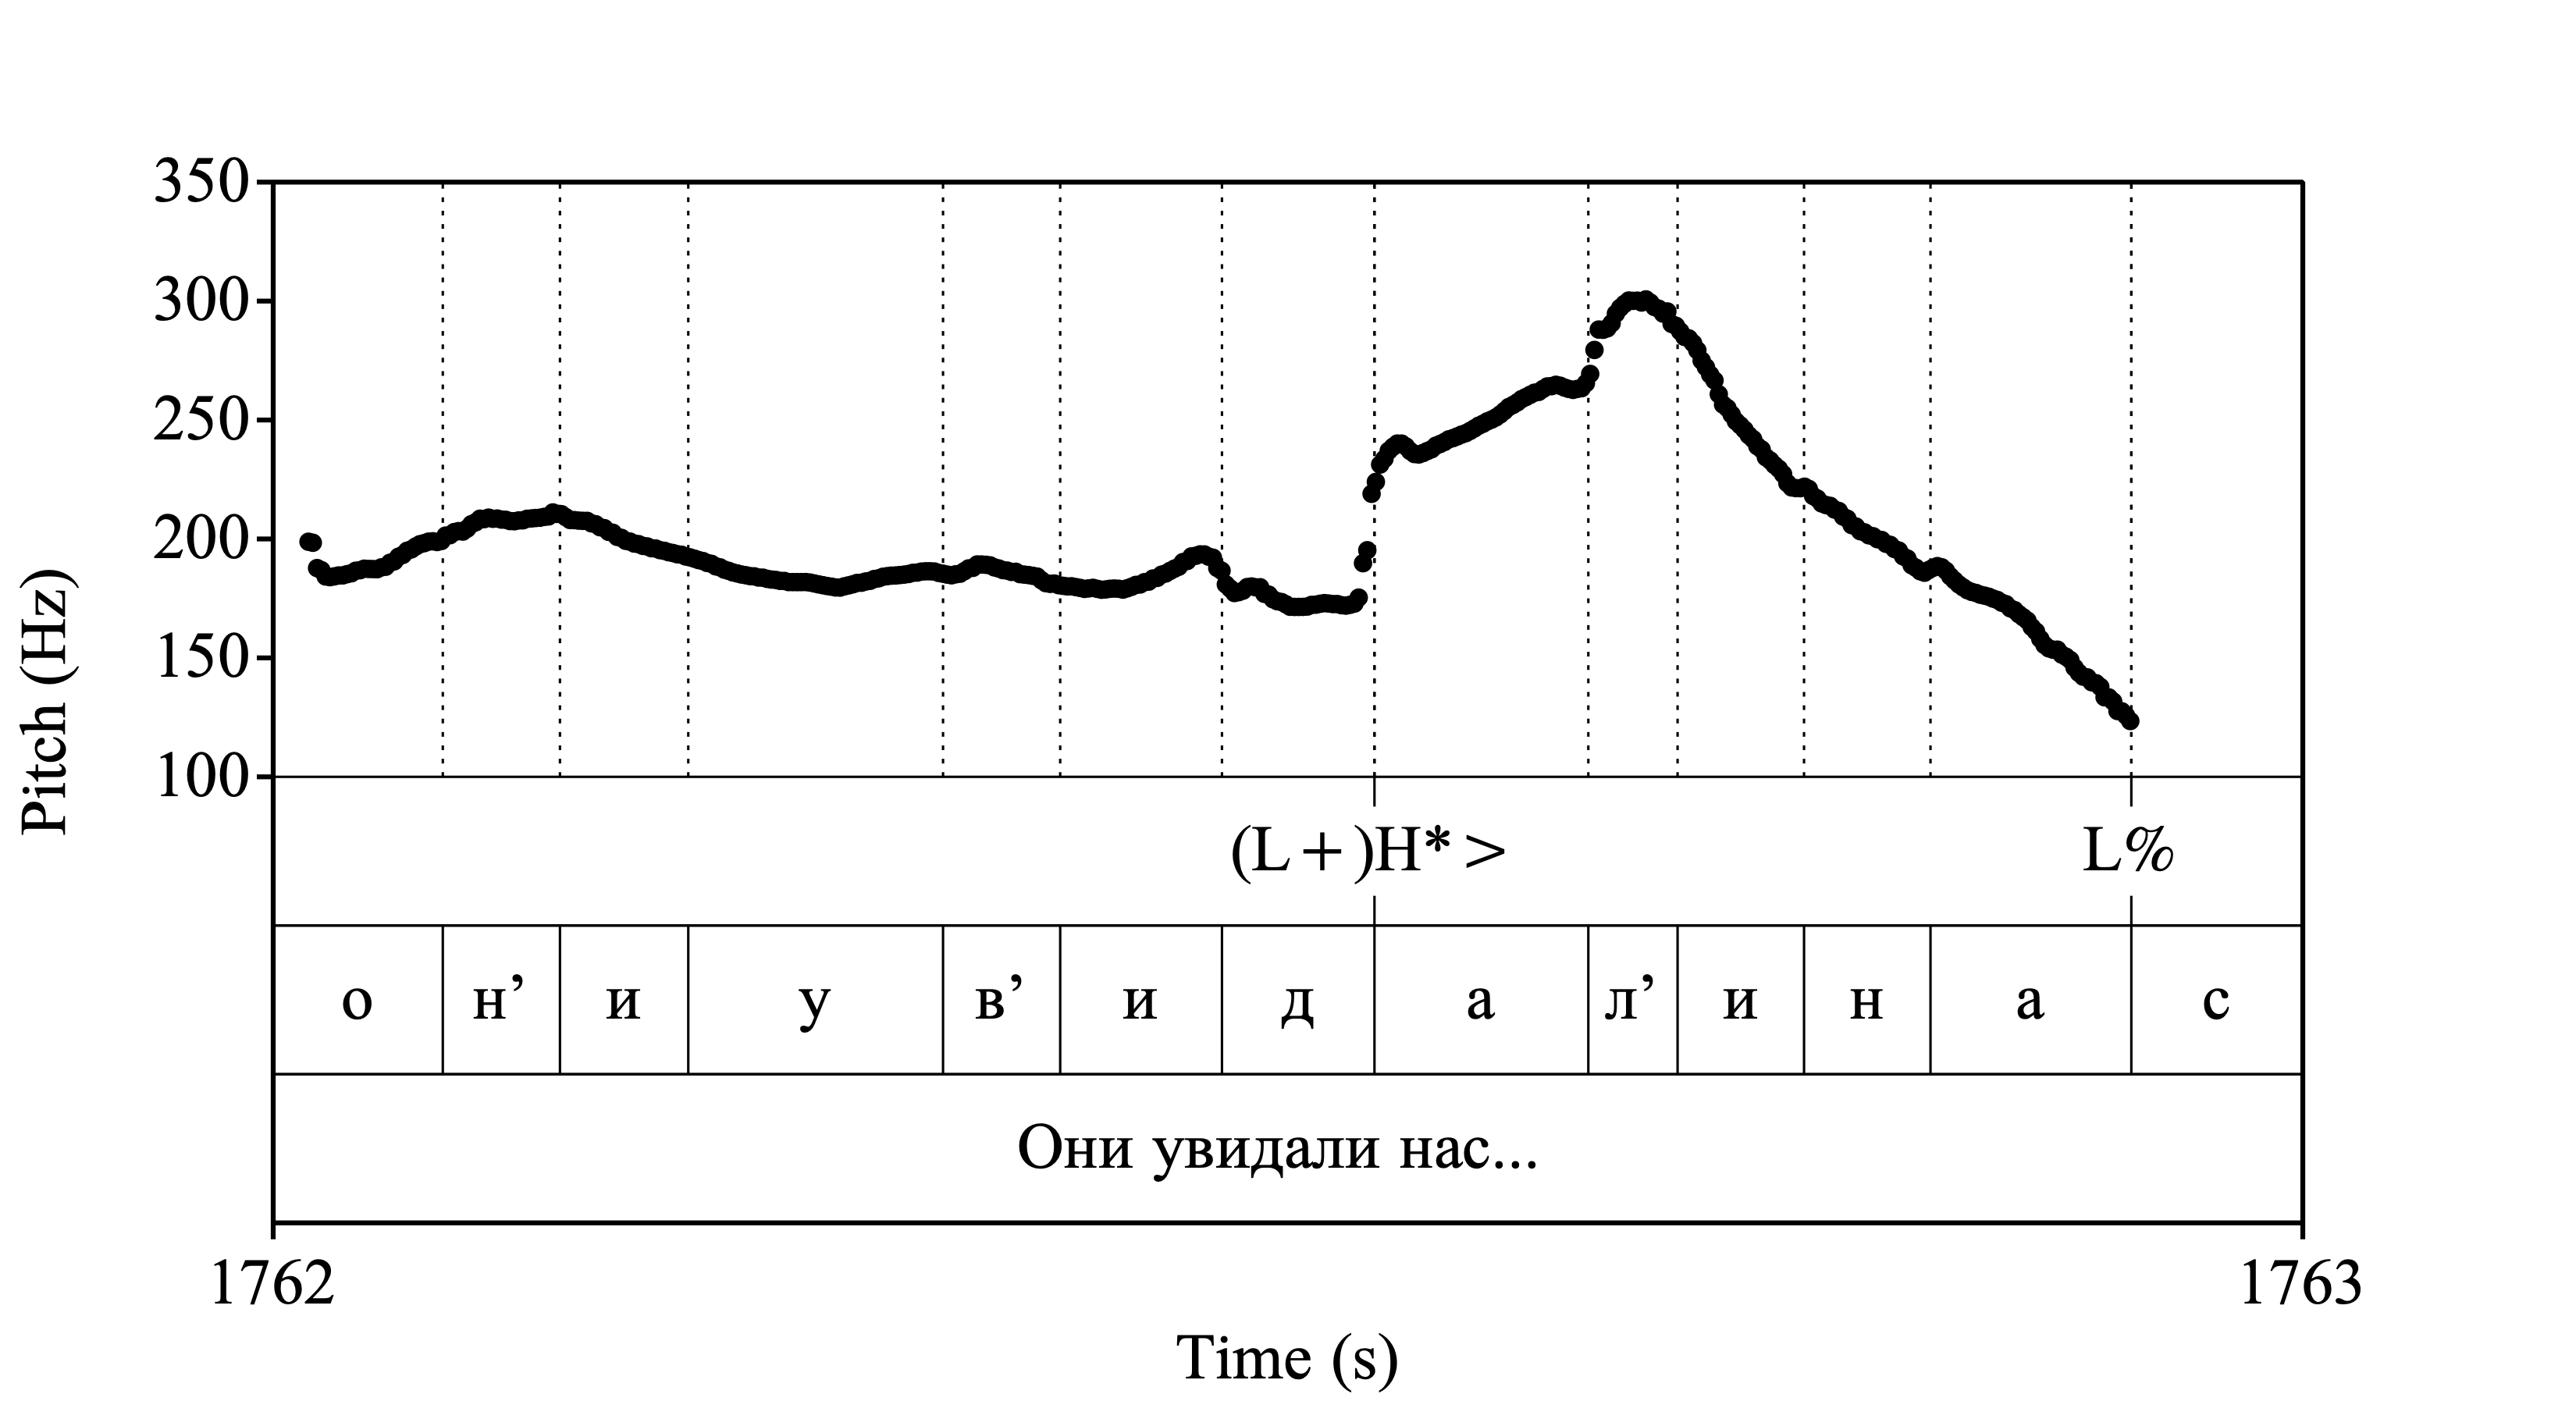 350
300
250
200
150
100
Pitch (Hz)
(L+)H*> L%
о н’ и у в’ и д а л’ и н а с
Они увидали нас...
1762 1763
Time (s)